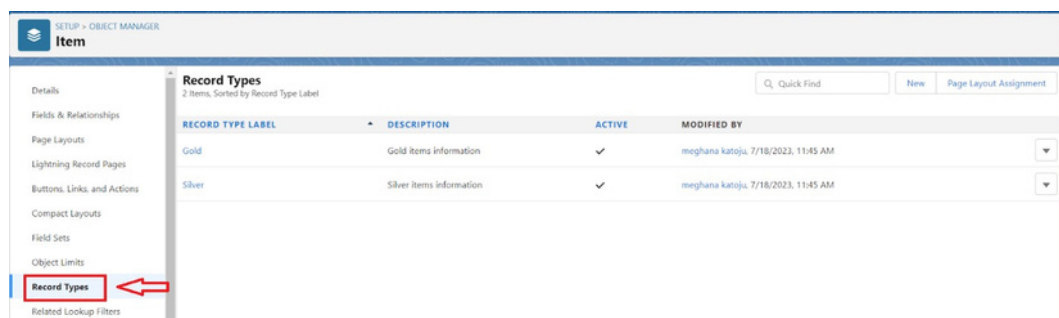 SETUP > OBJECT MANAGER
Item
Details
Fields & Relationships
Page Layouts
Lightning Record Pages
Buttons, Links, and Actions
Compact Layouts
Field Sets
Object Limits
Record Types
Related Lookup Filters
Record Types
2 Items, Sorted by Record Type Label
Quick Find
New
Page Layout Assignment
RECORD TYPE LABEL DESCRIPTION ACTIVE MODIFIED BY
Gold Gold items information meghana katoju, 7/18/2023, 11:45 AM
Silver Silver items information meghana katoju, 7/18/2023, 11:45 AM